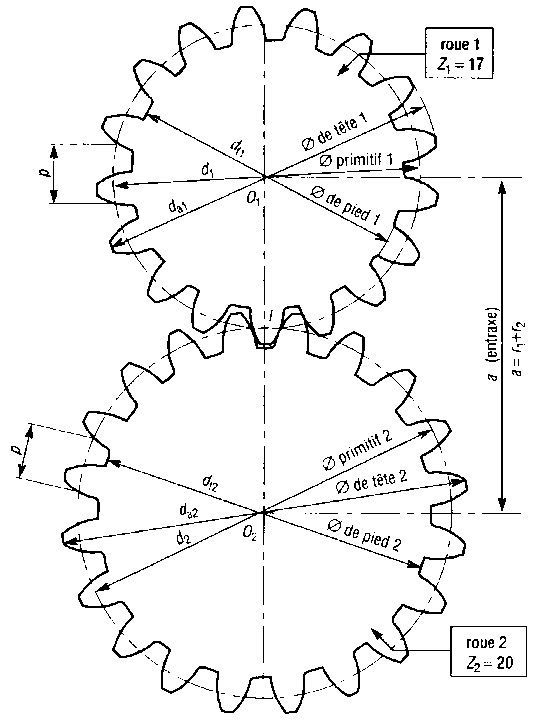 roue 1
Z1 = 17
Ø de tête 1
df1
Ø primitif 1
p
d1
Ø de pied 1
da1
O1
a (entraxe)
a = r1+r2
I
p
Ø primitif 2
df2
Ø de tête 2
da2
d2
O2
Ø de pied 2
roue 2
Z2 = 20